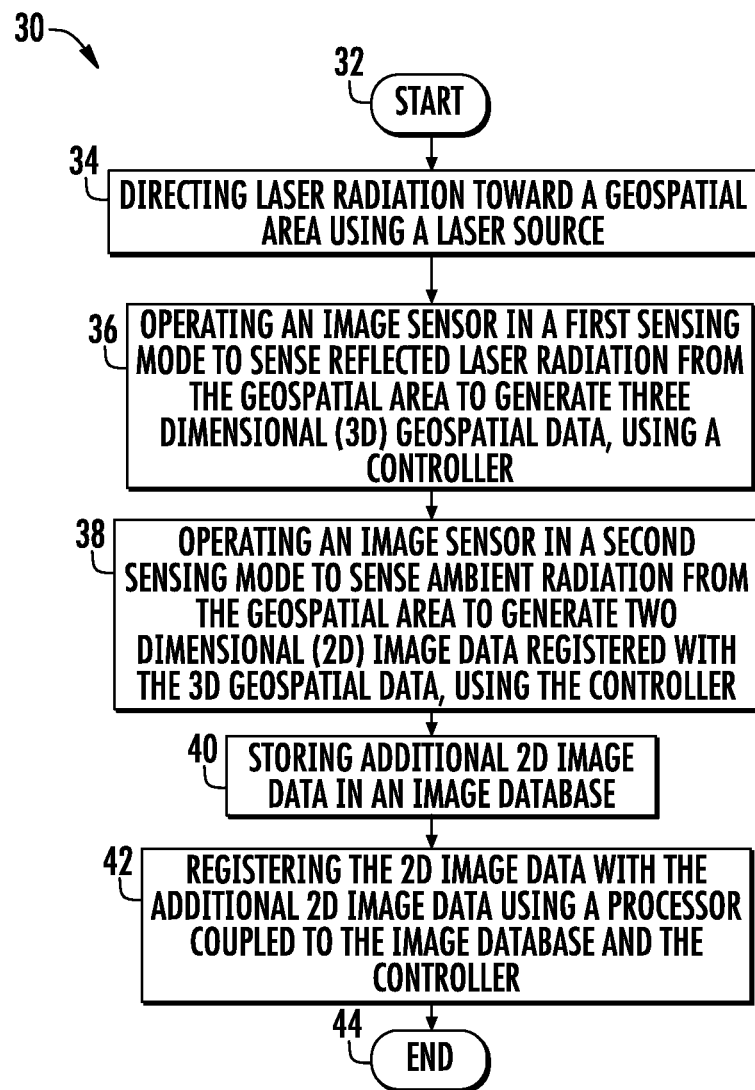 30
32
START
34
DIRECTING LASER RADIATION TOWARD A GEOSPATIAL
AREA USING A LASER SOURCE
36
OPERATING AN IMAGE SENSOR IN A FIRST SENSING
MODE TO SENSE REFLECTED LASER RADIATION FROM
THE GEOSPATIAL AREA TO GENERATE THREE
DIMENSIONAL (3D) GEOSPATIAL DATA, USING A
CONTROLLER
38
OPERATING AN IMAGE SENSOR IN A SECOND
SENSING MODE TO SENSE AMBIENT RADIATION FROM
THE GEOSPATIAL AREA TO GENERATE TWO
DIMENSIONAL (2D) IMAGE DATA REGISTERED WITH
THE 3D GEOSPATIAL DATA, USING THE CONTROLLER
40
STORING ADDITIONAL 2D IMAGE
DATA IN AN IMAGE DATABASE
42
REGISTERING THE 2D IMAGE DATA WITH THE
ADDITIONAL 2D IMAGE DATA USING A PROCESSOR
COUPLED TO THE IMAGE DATABASE AND THE
CONTROLLER
44
END